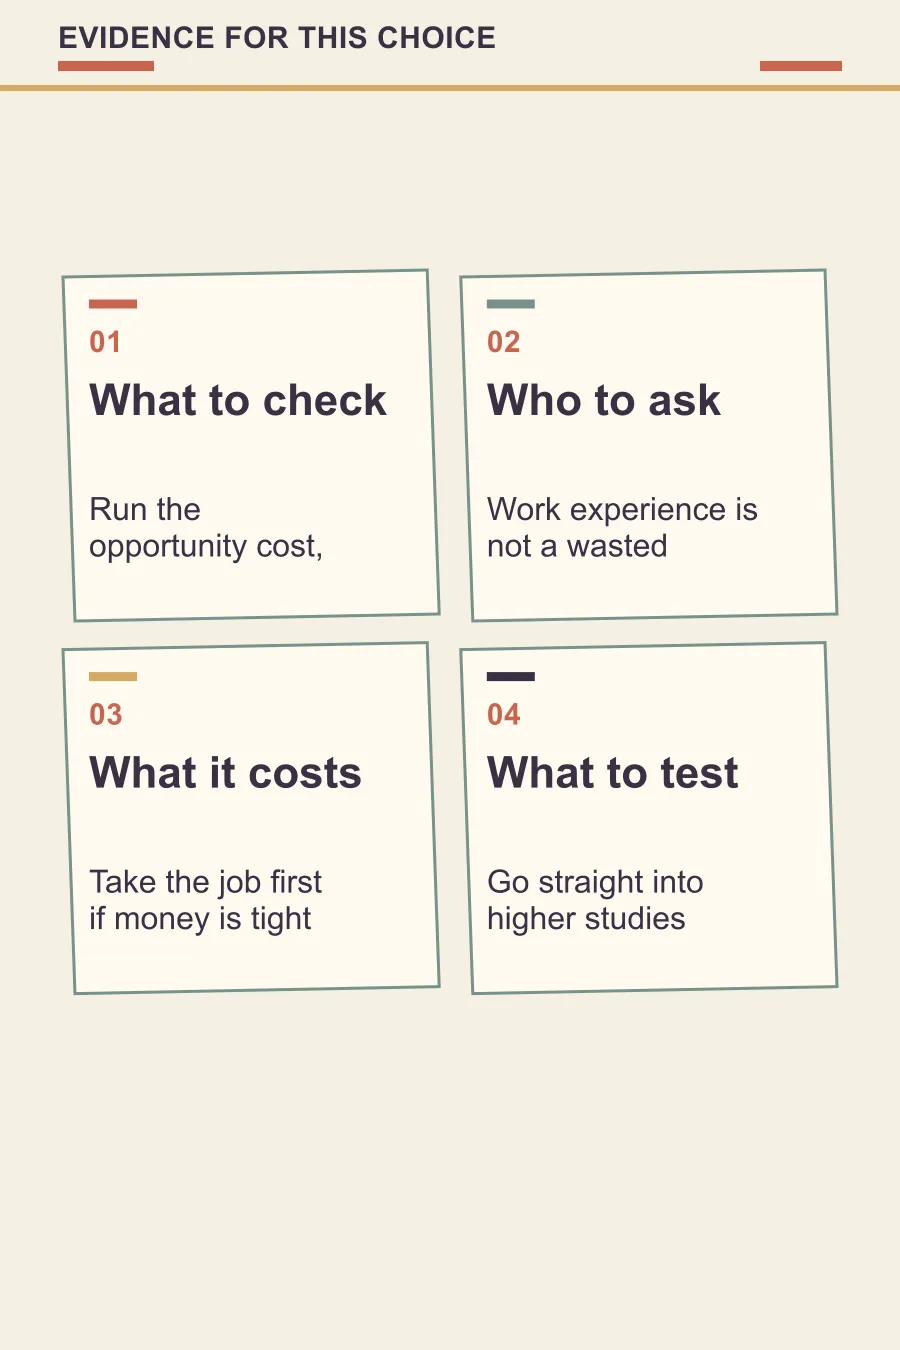 EVIDENCE FOR THIS CHOICE
01
What to check
Run the
opportunity cost,
02
Who to ask
Work experience is
not a wasted
03
What it costs
Take the job first
if money is tight
04
What to test
Go straight into
higher studies